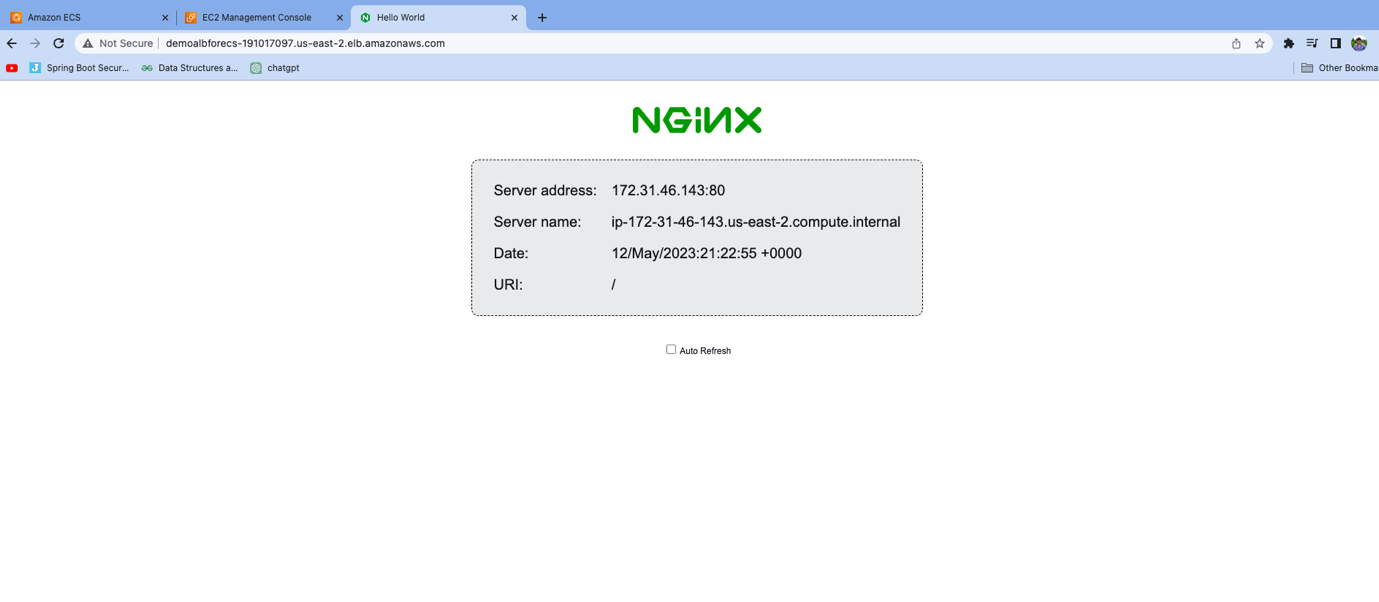 Amazon ECS
EC2 Management Console
Hello World
Not Secure
demoalbforecs-191017097.us-east-2.elb.amazonaws.com
Spring Boot Secur...
Data Structures a...
chatgpt
Other Bookma
NGINX
Server address: 172.31.46.143:80
Server name: ip-172-31-46-143.us-east-2.compute.internal
Date: 12/May/2023:21:22:55 +0000
URI: /
Auto Refresh